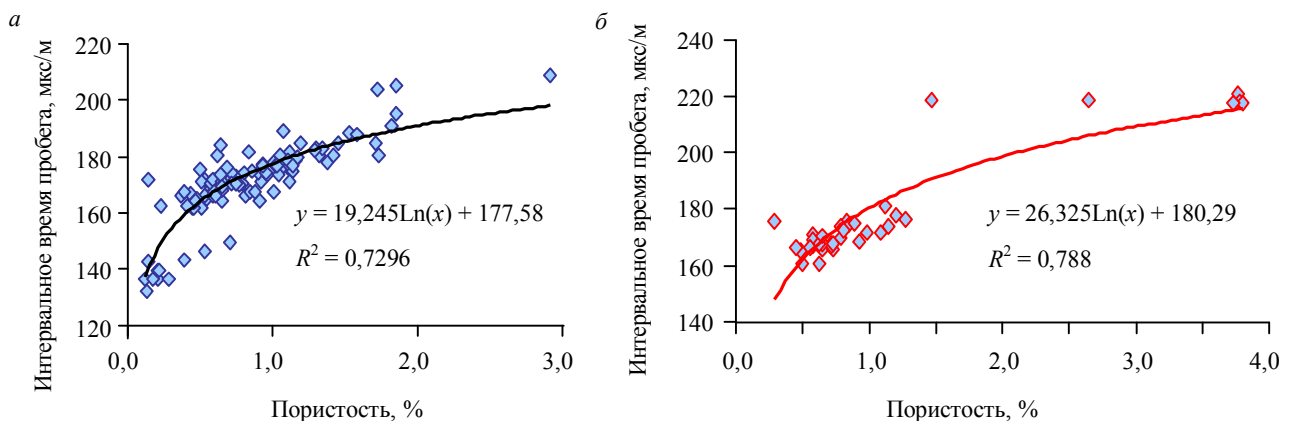 а
Интервальное время пробега, мкс/м
220
200
180
160
140
120
y = 19,245Ln(x) + 177,58
R² = 0,7296
0,0 1,0 2,0 3,0
Пористость, %
б
Интервальное время пробега, мкс/м
240
220
200
180
160
140
y = 26,325Ln(x) + 180,29
R² = 0,788
0,0 1,0 2,0 3,0 4,0
Пористость, %